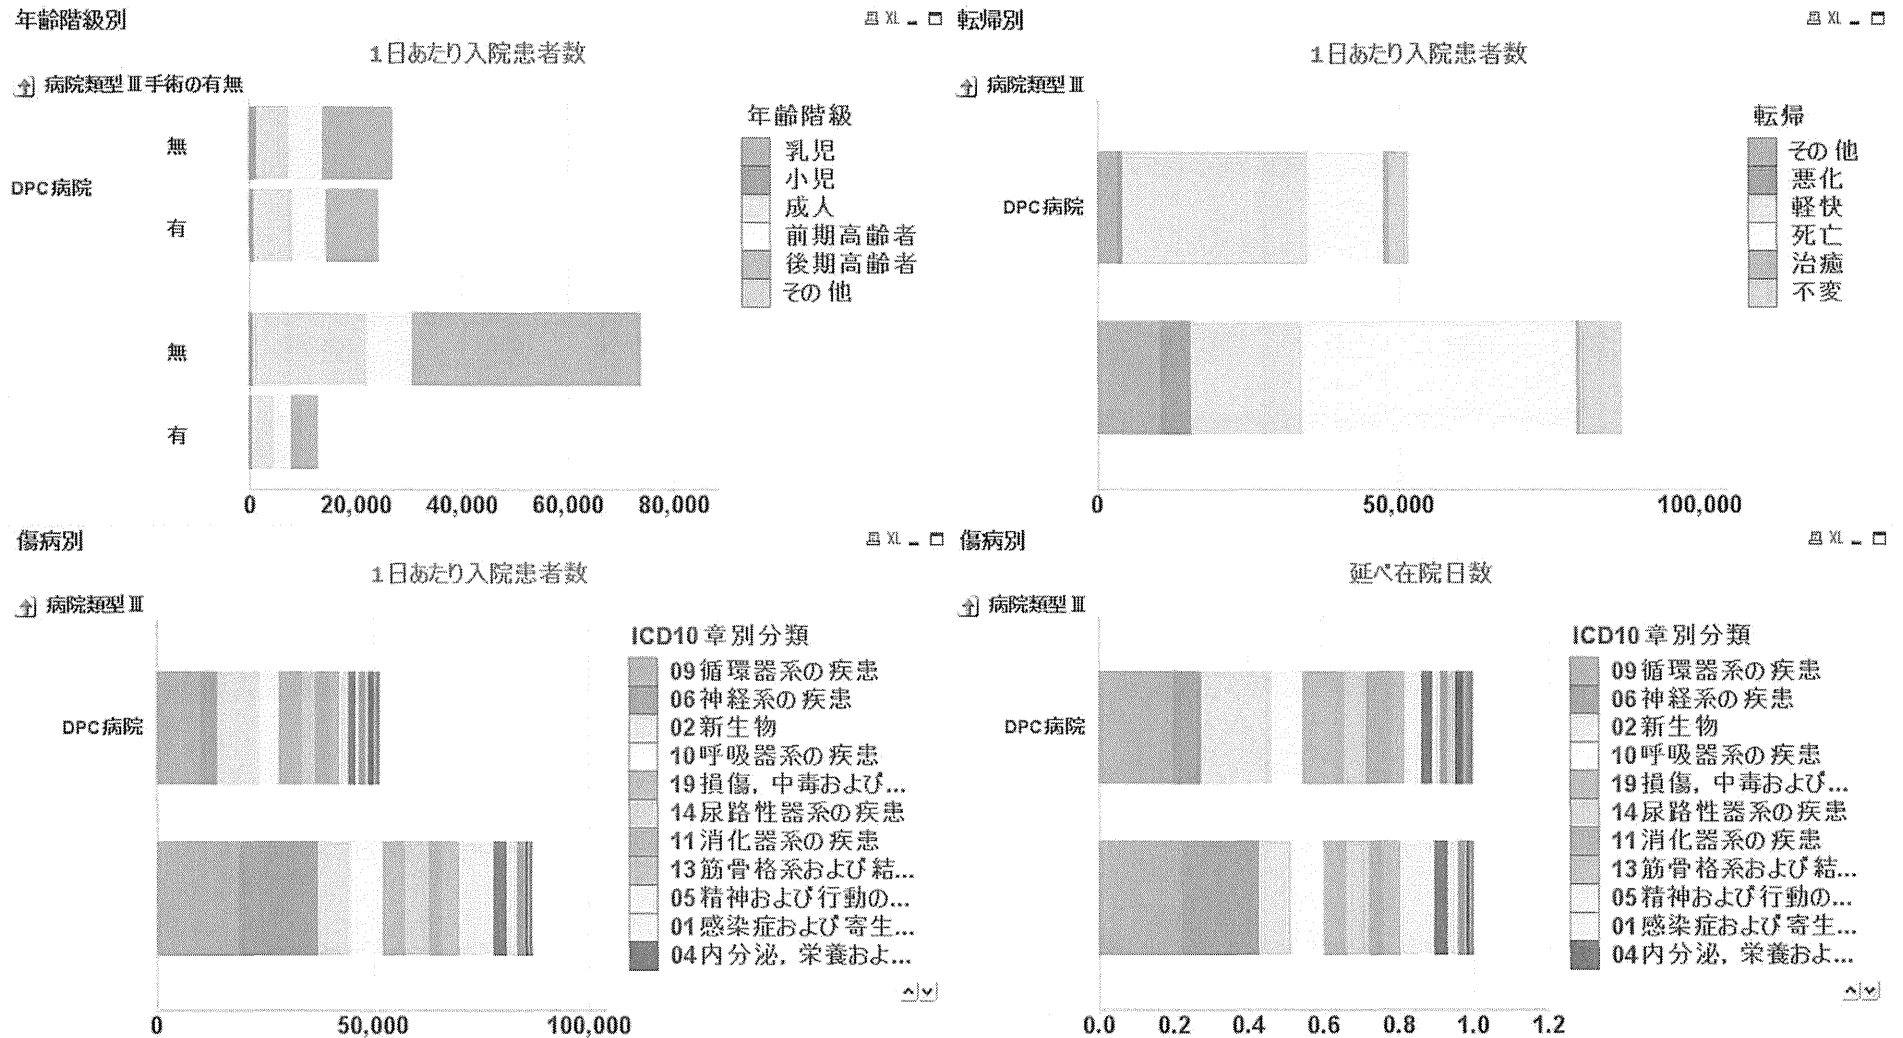 年齢階級別
XL
1日あたり入院患者数
病院類型Ⅲ手術の有無
DPC病院
無
有
無
有
0 20,000 40,000 60,000 80,000
年齢階級
乳児
小児
成人
前期高齢者
後期高齢者
その他
転帰別
XL
1日あたり入院患者数
病院類型Ⅲ
DPC病院
0 50,000 100,000
転帰
その他
悪化
軽快
死亡
治癒
不変
傷病別
XL
1日あたり入院患者数
病院類型Ⅲ
DPC病院
0 50,000 100,000
ICD10章別分類
09循環器系の疾患
06神経系の疾患
02新生物
10呼吸器系の疾患
19損傷，中毒および...
14尿路性器系の疾患
11消化器系の疾患
13筋骨格系および結...
05精神および行動の...
01感染症および寄生...
04内分泌，栄養およ...
傷病別
XL
延べ在院日数
病院類型Ⅲ
DPC病院
0.0 0.2 0.4 0.6 0.8 1.0 1.2
ICD10章別分類
09循環器系の疾患
06神経系の疾患
02新生物
10呼吸器系の疾患
19損傷，中毒および...
14尿路性器系の疾患
11消化器系の疾患
13筋骨格系および結...
05精神および行動の...
01感染症および寄生...
04内分泌，栄養およ...